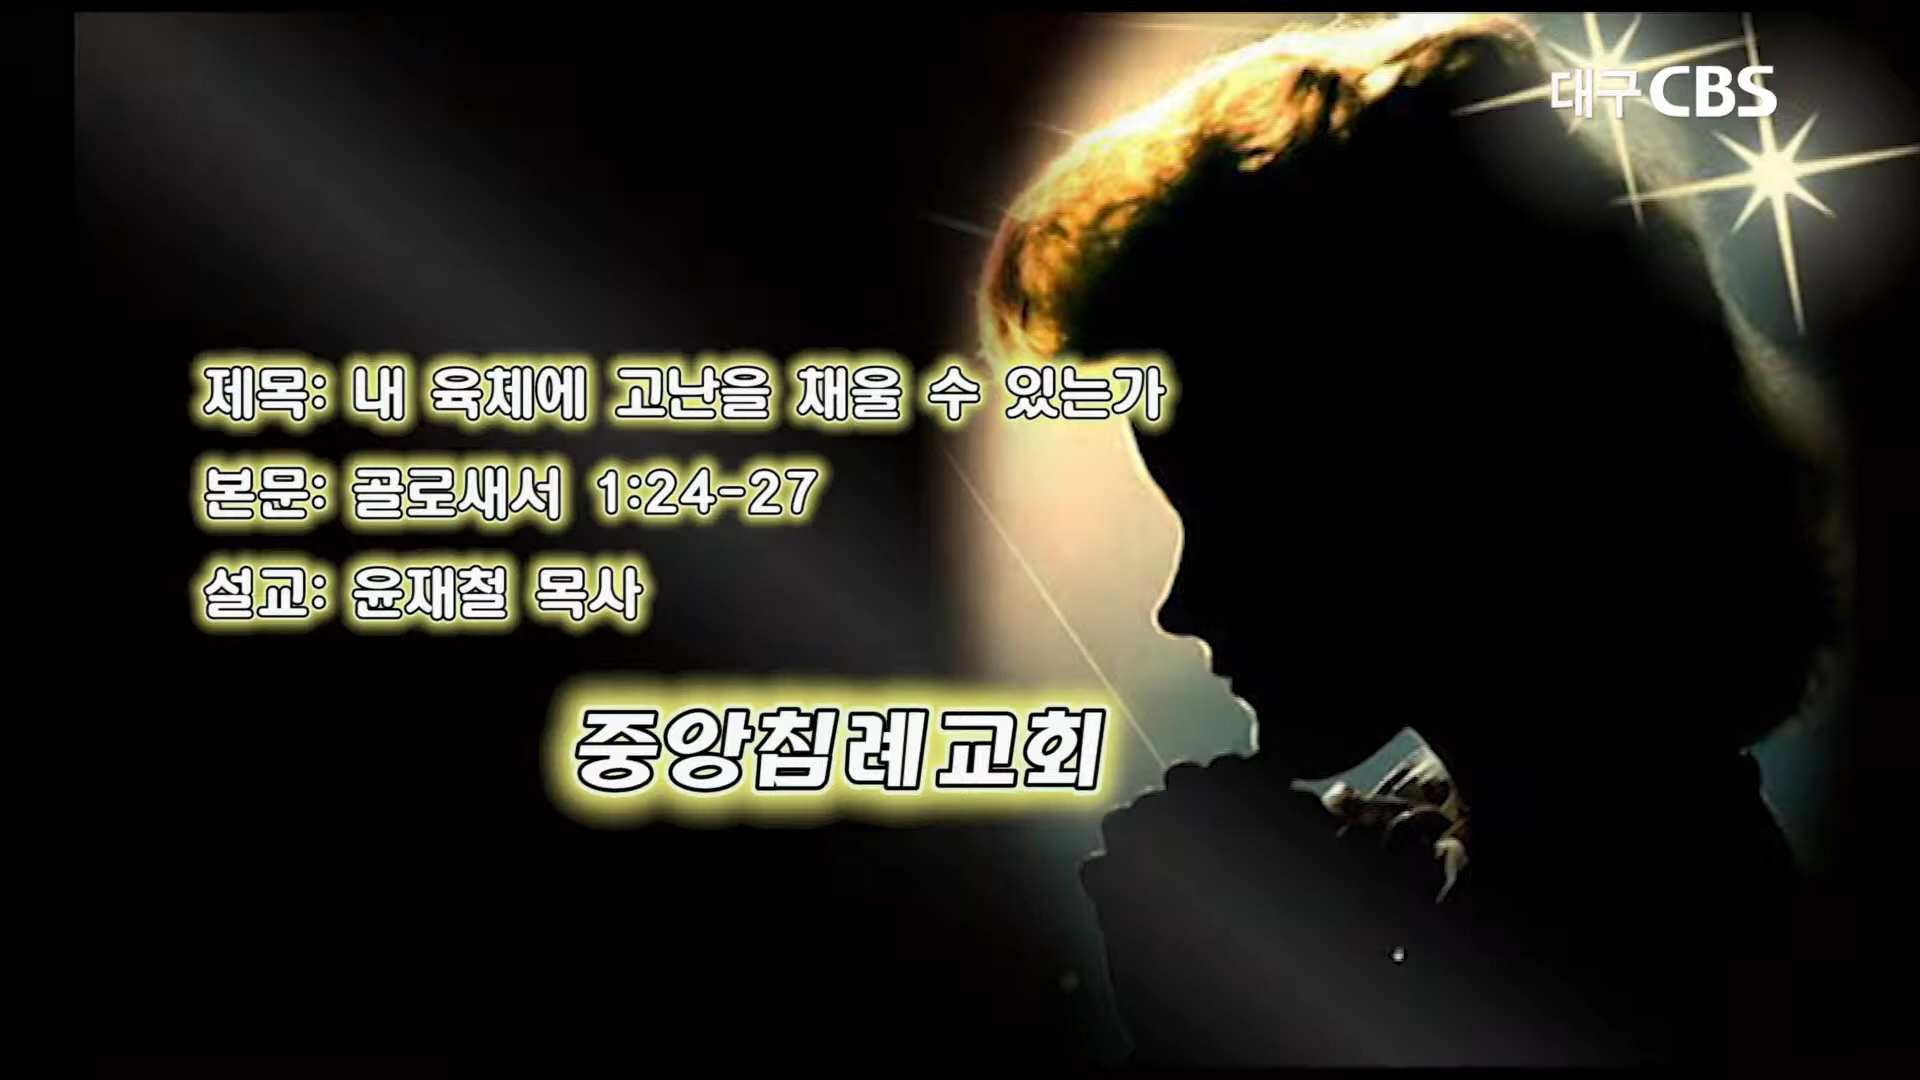 대구CBS
제목: 내 육체에 고난을 채울 수 있는가
본문: 골로새서 1:24-27
설교: 윤재철 목사
중앙침례교회